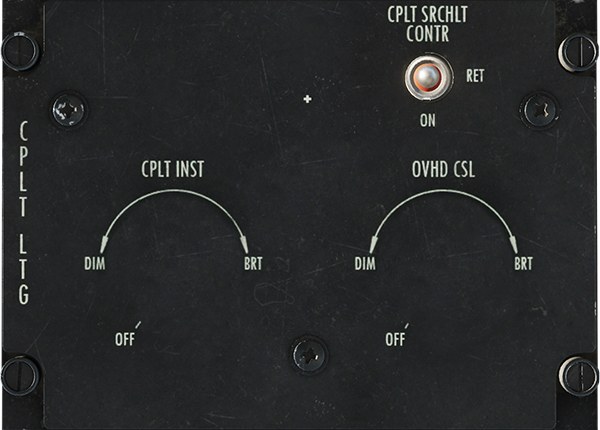 CPLT SRCHLT
CONTR
RET
ON
CPLT LTG
CPLT INST
OVHD CSL
DIM
BRT
DIM
BRT
OFF
OFF